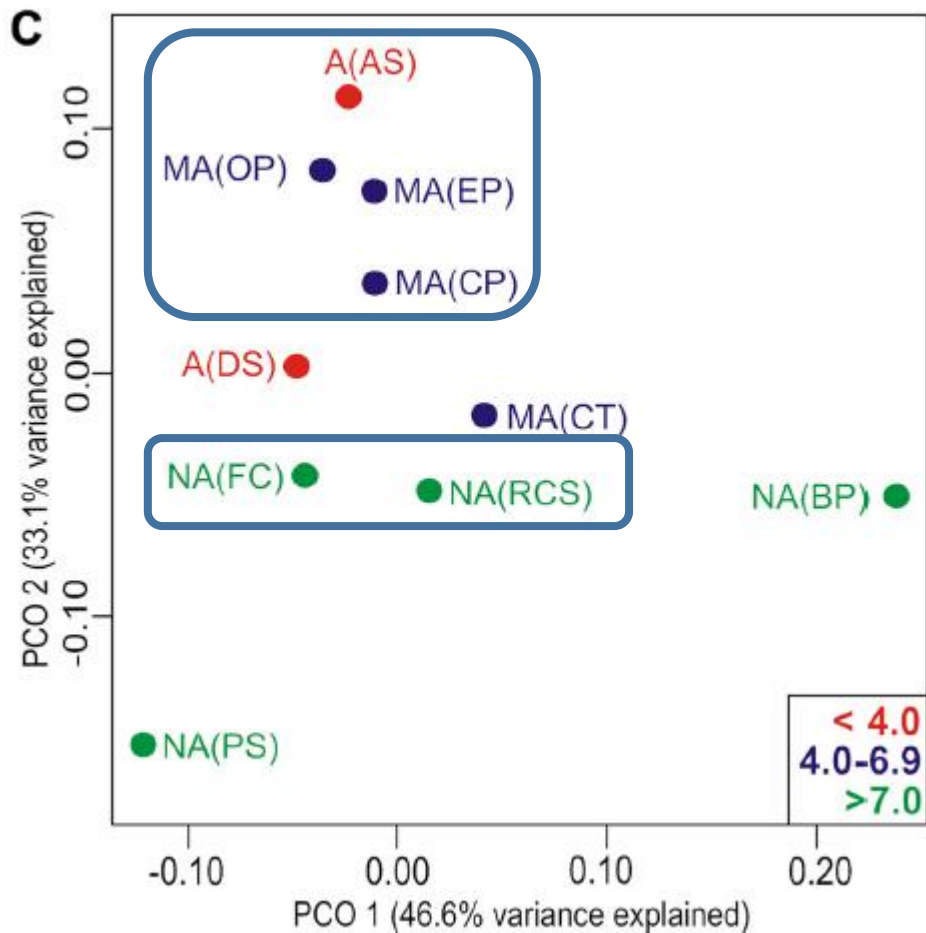 C
A(AS)
MA(OP)
MA(EP)
MA(CP)
A(DS)
MA(CT)
NA(FC)
NA(RCS)
NA(BP)
NA(PS)
< 4.0
4.0-6.9
>7.0
0.10
0.00
-0.10
PCO 2 (33.1% variance explained)
-0.10 0.00 0.10 0.20
PCO 1 (46.6% variance explained)